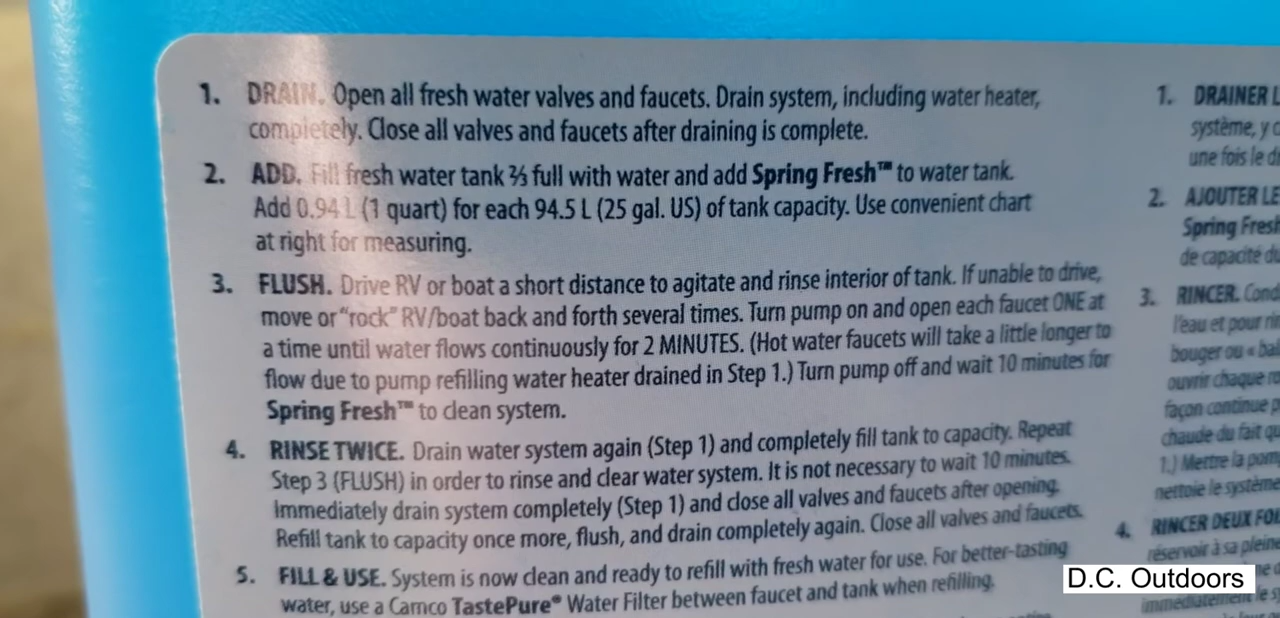 1. DRAIN. Open all fresh water valves and faucets. Drain system, including water heater,
completely. Close all valves and faucets after draining is complete.
2. ADD. Fill fresh water tank ⅔ full with water and add Spring Fresh™ to water tank.
Add 0.94 L (1 quart) for each 94.5 L (25 gal. US) of tank capacity. Use convenient chart
at right for measuring.
3. FLUSH. Drive RV or boat a short distance to agitate and rinse interior of tank. If unable to drive,
move or "rock" RV/boat back and forth several times. Turn pump on and open each faucet ONE at
a time until water flows continuously for 2 MINUTES. (Hot water faucets will take a little longer to
flow due to pump refilling water heater drained in Step 1.) Turn pump off and wait 10 minutes for
Spring Fresh™ to clean system.
4. RINSE TWICE. Drain water system again (Step 1) and completely fill tank to capacity. Repeat
Step 3 (FLUSH) in order to rinse and clear water system. It is not necessary to wait 10 minutes.
Immediately drain system completely (Step 1) and close all valves and faucets after opening.
Refill tank to capacity once more, flush, and drain completely again. Close all valves and faucets.
5. FILL & USE. System is now clean and ready to refill with fresh water for use. For better-tasting
water, use a Camco TastePure® Water Filter between faucet and tank when refilling.
1. DRAINER L
système, y c
une fois le d
2. AJOUTER LE
Spring Fres
de capacité du
3. RINCER. Cond
l'eau et pour ri
bouger ou « bal
ouvrir chaque
façon continue p
chaude du fait qu
1.) Mettre la pom
nettoie le système
4. RINCER DEUX FO
réservoir à sa plein
immédiatement le s
D.C. Outdoors